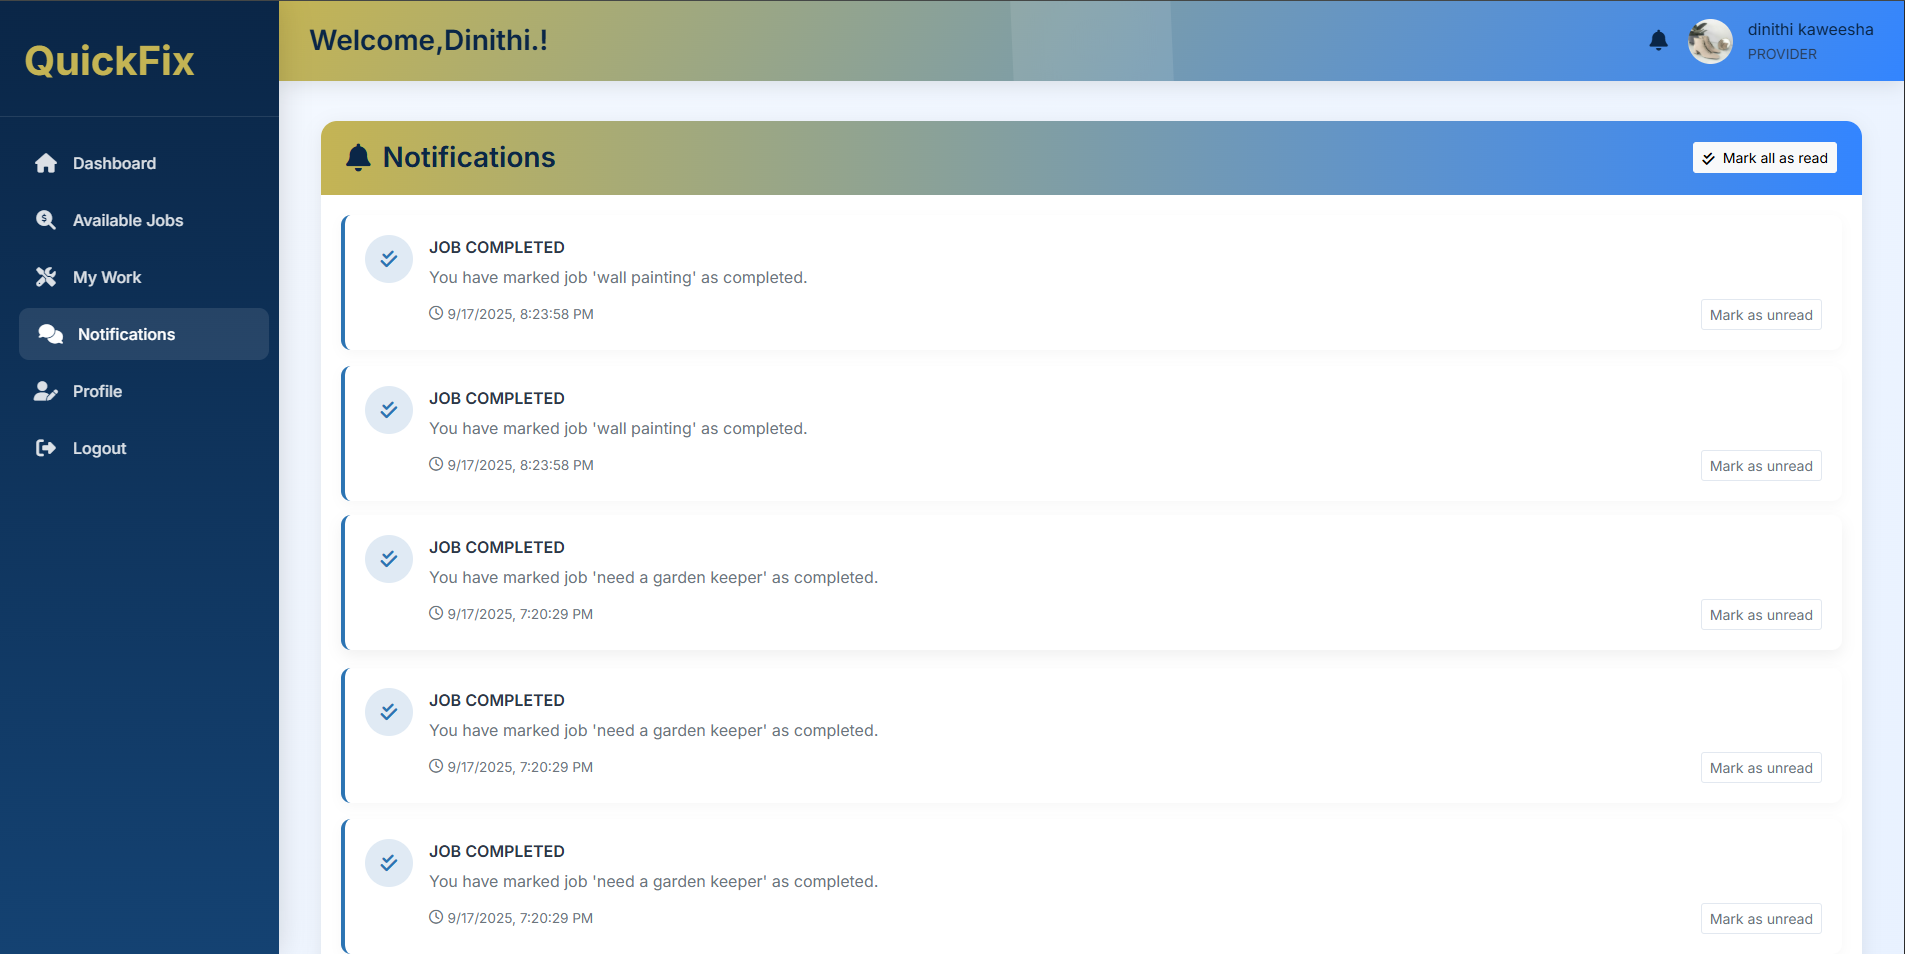 QuickFix
Welcome,Dinithi.!
dinithi kaweesha
PROVIDER
Dashboard
Available Jobs
My Work
Notifications
Profile
Logout
Notifications
Mark all as read
JOB COMPLETED
You have marked job 'wall painting' as completed.
9/17/2025, 8:23:58 PM
Mark as unread
JOB COMPLETED
You have marked job 'wall painting' as completed.
9/17/2025, 8:23:58 PM
Mark as unread
JOB COMPLETED
You have marked job 'need a garden keeper' as completed.
9/17/2025, 7:20:29 PM
Mark as unread
JOB COMPLETED
You have marked job 'need a garden keeper' as completed.
9/17/2025, 7:20:29 PM
Mark as unread
JOB COMPLETED
You have marked job 'need a garden keeper' as completed.
9/17/2025, 7:20:29 PM
Mark as unread